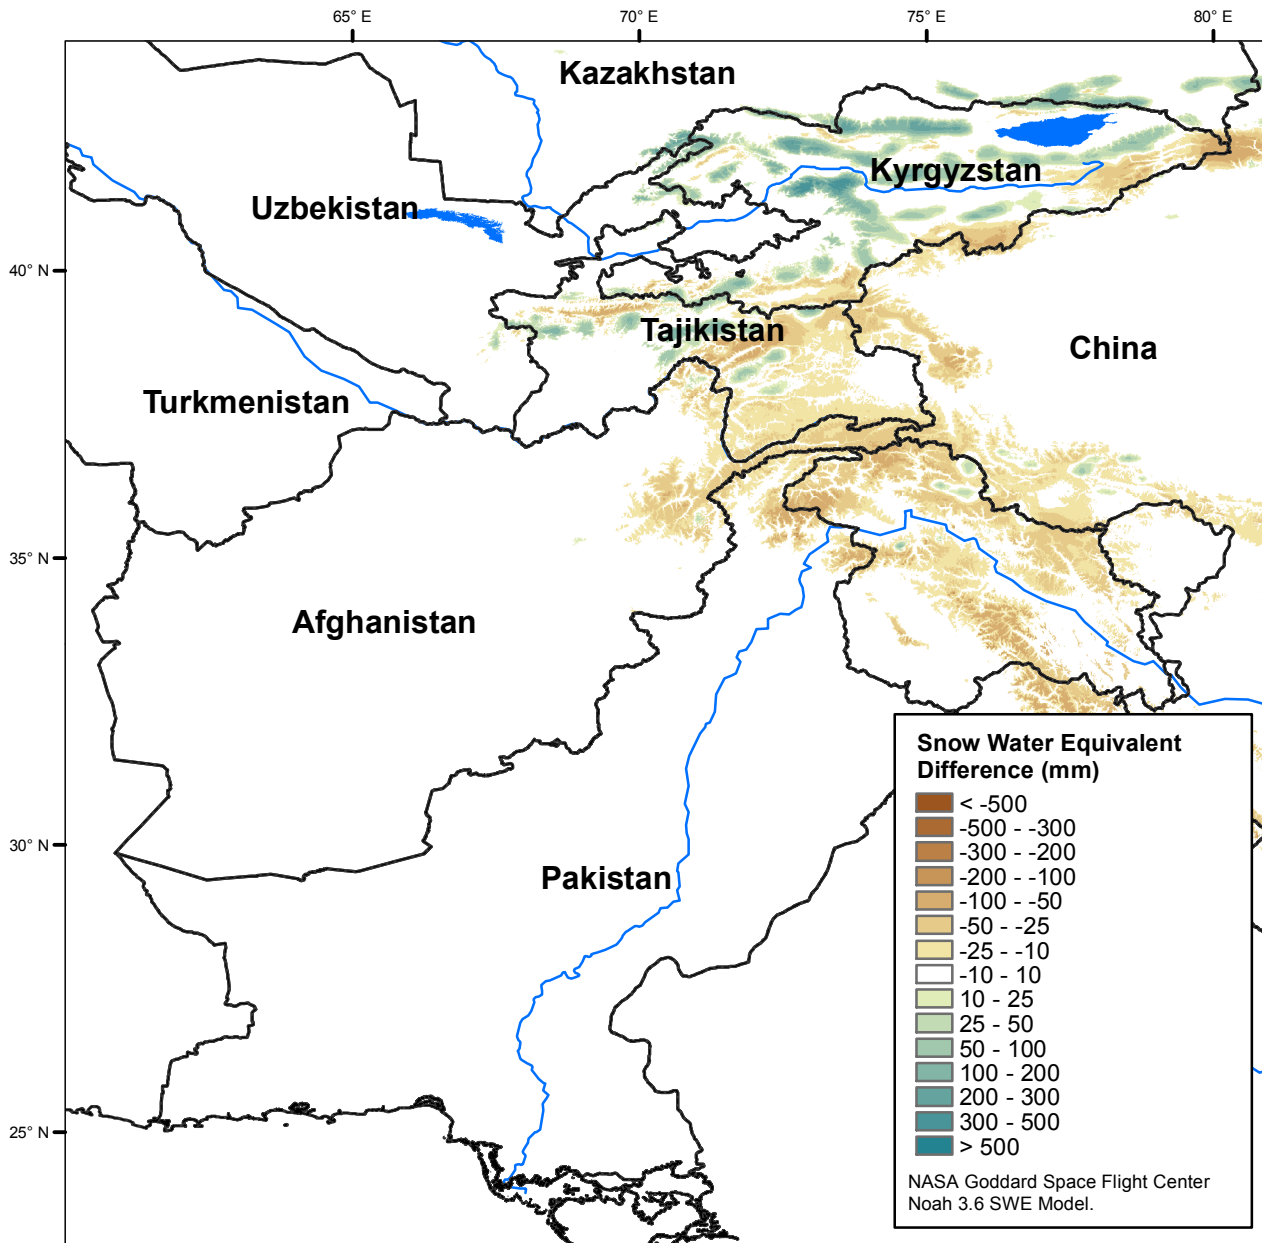 65° E
70° E
75° E
80° E
Kazakhstan
Kyrgyzstan
Uzbekistan
40° N
Tajikistan
China
Turkmenistan
35° N
Afghanistan
Snow Water Equivalent
Difference (mm)
< -500
-500 - -300
-300 - -200
-200 - -100
-100 - -50
-50 - -25
-25 - -10
-10 - 10
10 - 25
25 - 50
50 - 100
100 - 200
200 - 300
300 - 500
> 500
NASA Goddard Space Flight Center
Noah 3.6 SWE Model.
30° N
Pakistan
25° N